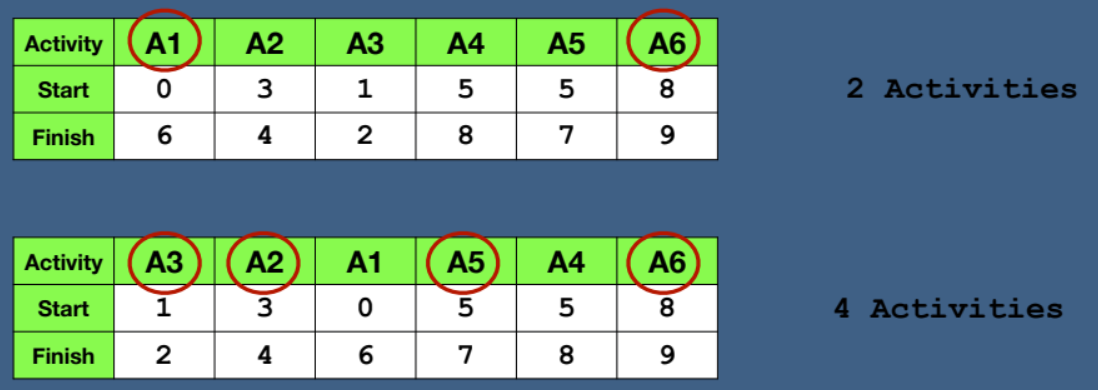 Activity A1 A2 A3 A4 A5 A6
Start 0 3 1 5 5 8 2 Activities
Finish 6 4 2 8 7 9
Activity A3 A2 A1 A5 A4 A6
Start 1 3 0 5 5 8 4 Activities
Finish 2 4 6 7 8 9